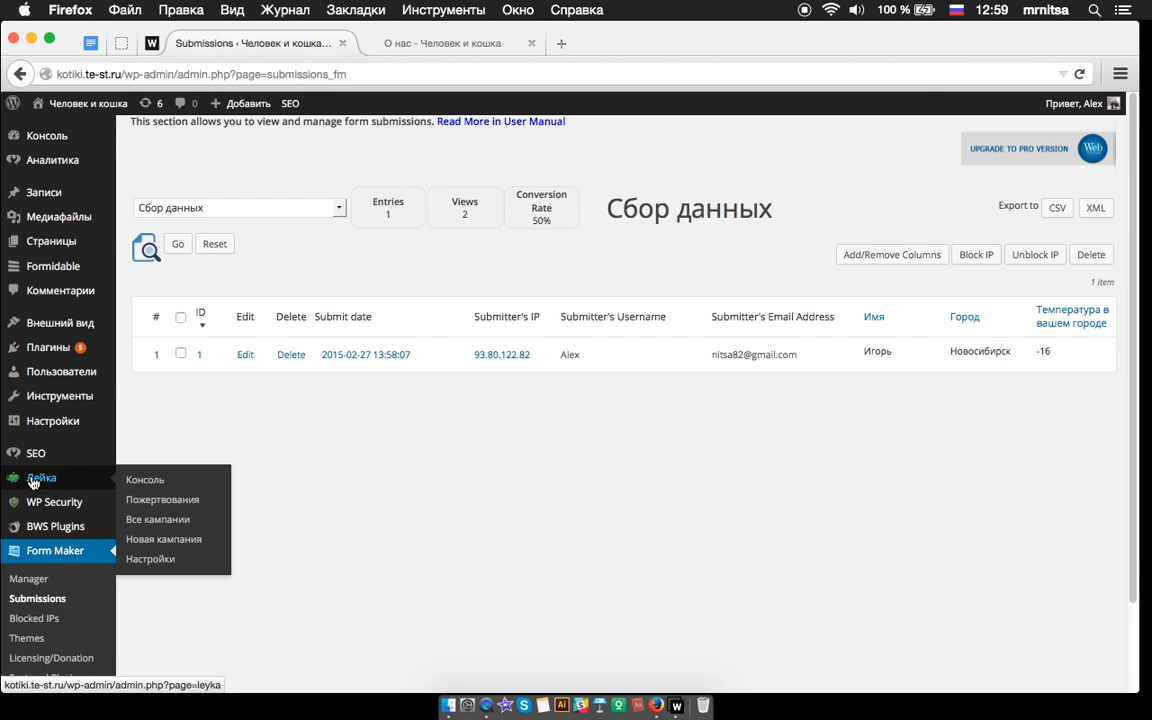 Firefox Файл Правка Вид Журнал Закладки Инструменты Окно Справка 100 % 12:59 mrnitsa
W Submissions ‹ Человек и кошка... × О нас - Человек и кошка × +
kotiki.te-st.ru/wp-admin/admin.php?page=submissions_fm
Человек и кошка 6 0 + Добавить SEO Привет, Alex
This section allows you to view and manage form submissions. Read More in User Manual
UPGRADE TO PRO VERSION Web
Консоль
Аналитика
Записи
Медиафайлы
Страницы
Formidable
Комментарии
Внешний вид
Плагины 5
Пользователи
Инструменты
Настройки
SEO
Лейка
WP Security
BWS Plugins
Form Maker
Manager
Submissions
Blocked IPs
Themes
Licensing/Donation
Консоль
Пожертвования
Все кампании
Новая кампания
Настройки
Сбор данных
Entries
1
Views
2
Conversion
Rate
50%
Сбор данных
Export to CSV XML
Go Reset
Add/Remove Columns Block IP Unblock IP Delete
1 item
# ID Edit Delete Submit date Submitter's IP Submitter's Username Submitter's Email Address Имя Город Температура в
вашем городе
1 1 Edit Delete 2015-02-27 13:58:07 93.80.122.82 Alex nitsa82@gmail.com Игорь Новосибирск -16
kotiki.te-st.ru/wp-admin/admin.php?page=leyka